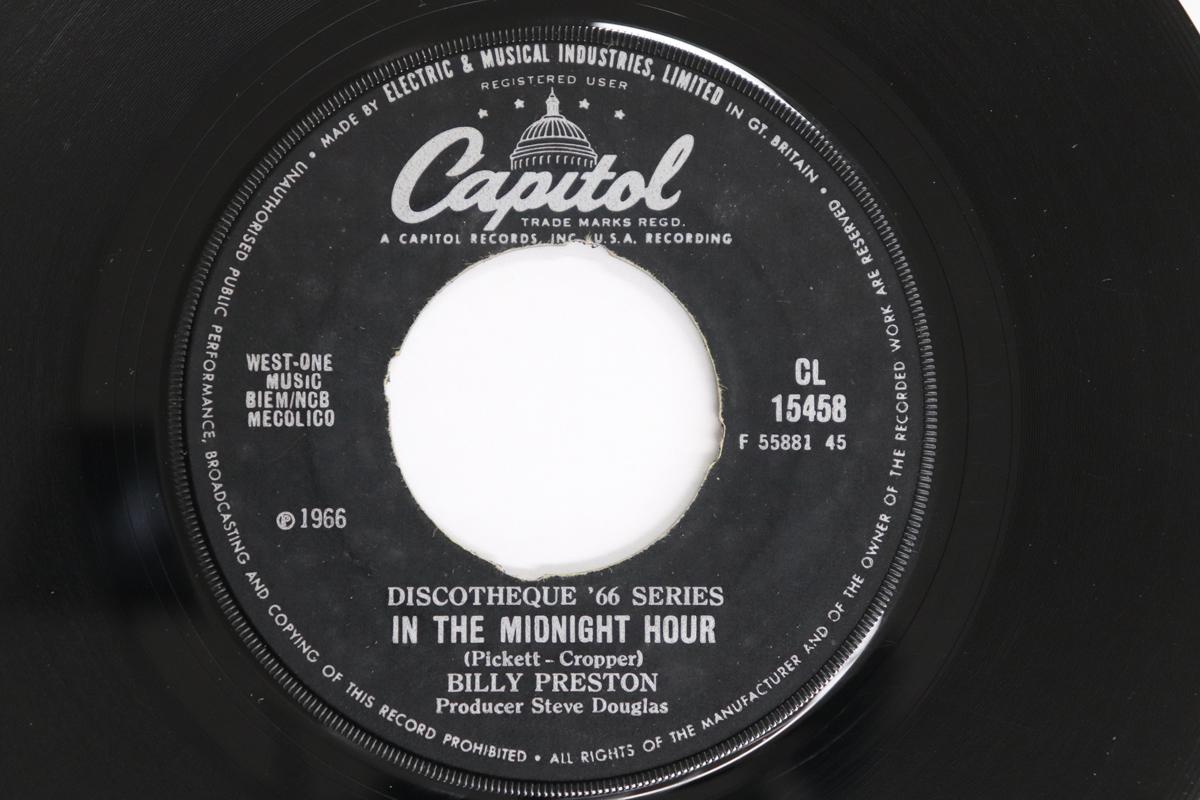 UNAUTHORISED PUBLIC PERFORMANCE, BROADCASTING AND COPYING OF THIS RECORD PROHIBITED • ALL RIGHTS OF THE MANUFACTURER AND OF THE OWNER OF THE RECORDED WORK ARE RESERVED • MADE BY ELECTRIC & MUSICAL INDUSTRIES, LIMITED IN GT. BRITAIN •
REGISTERED USER
Capitol
TRADE MARKS REGD.
A CAPITOL RECORDS, INC., U.S.A. RECORDING
WEST-ONE
MUSIC
BIEM/NCB
MECOLICO
CL
15458
F 55881 45
℗ 1966
DISCOTHEQUE '66 SERIES
IN THE MIDNIGHT HOUR
(Pickett - Cropper)
BILLY PRESTON
Producer Steve Douglas